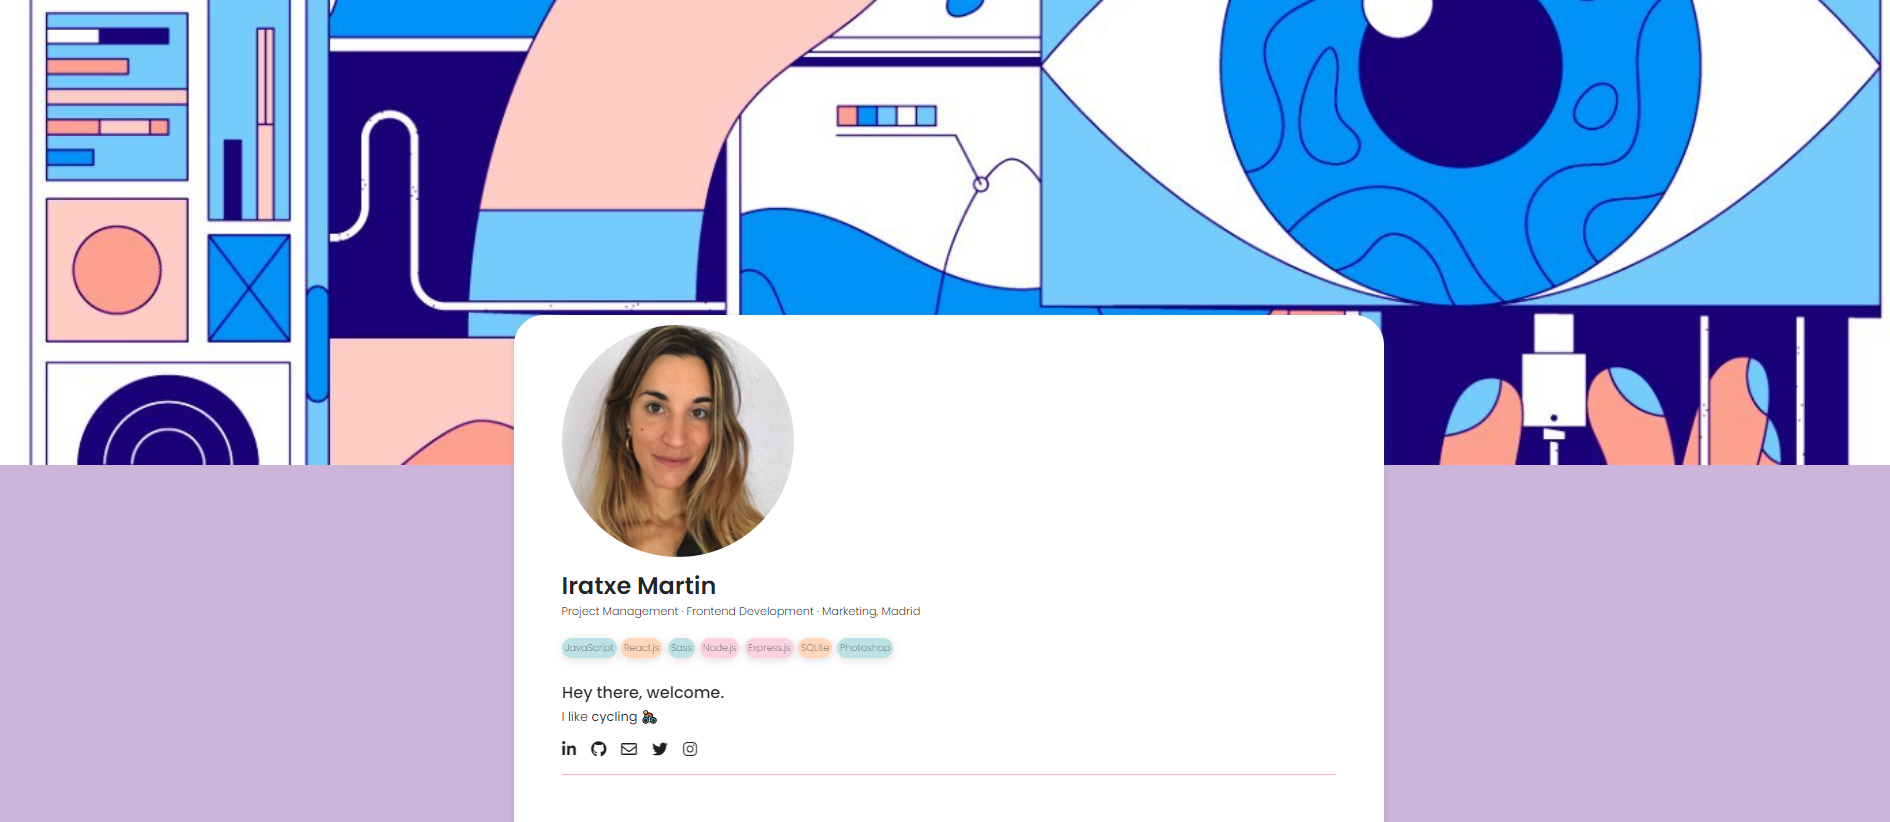 Iratxe Martin
Project Management · Frontend Development · Marketing, Madrid
JavaScript React.js Sass Node.js Express.js SQLite Photoshop
Hey there, welcome.
I like cycling 🚴